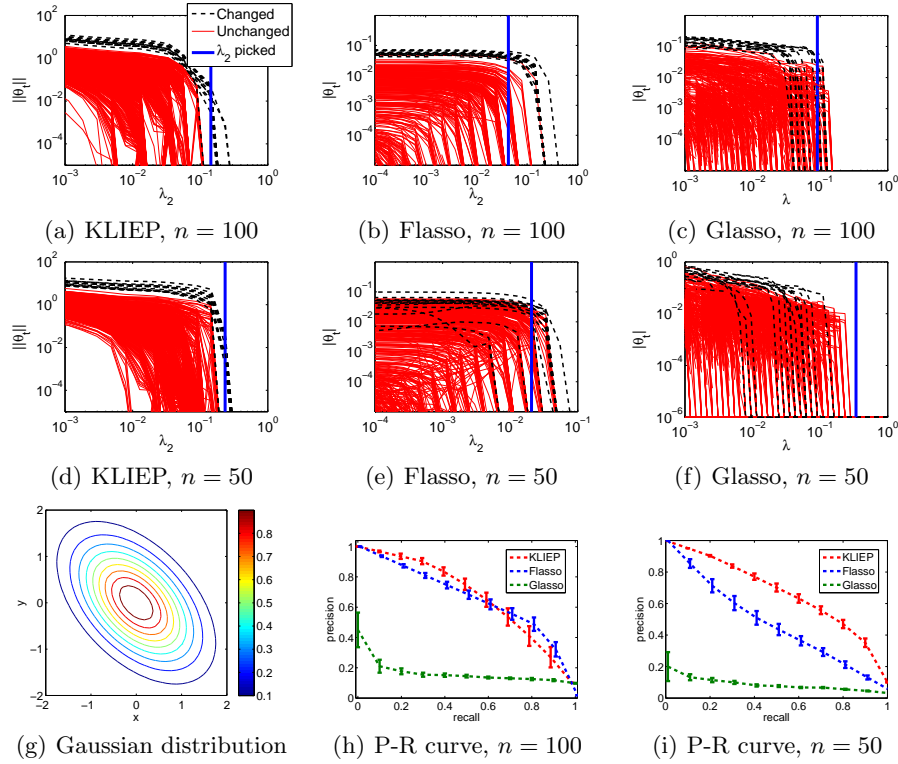 10^2
10^0
10^-2
10^-4
||θ_t||
10^-3
10^-2
10^-1
10^0
λ_2
Changed
Unchanged
λ_2 picked
(a) KLIEP, n = 100
10^-1
10^-2
10^-3
10^-4
|θ_t|
10^-4
10^-3
10^-2
10^-1
10^0
λ_2
(b) Flasso, n = 100
10^-1
10^-2
10^-3
10^-4
|θ_t|
10^-3
10^-2
10^-1
10^0
λ
(c) Glasso, n = 100
10^2
10^0
10^-2
10^-4
||θ_t||
10^-3
10^-2
10^-1
10^0
λ_2
(d) KLIEP, n = 50
10^-1
10^-2
10^-3
10^-4
|θ_t|
10^-4
10^-3
10^-2
10^-1
λ_2
(e) Flasso, n = 50
10^0
10^-2
10^-4
10^-6
|θ_t|
10^-3
10^-2
10^-1
10^0
λ
(f) Glasso, n = 50
2
1
0
−1
−2
y
−2
−1
0
1
2
x
0.8
0.7
0.6
0.5
0.4
0.3
0.2
0.1
(g) Gaussian distribution
1
0.8
0.6
0.4
0.2
0
precision
0
0.2
0.4
0.6
0.8
1
recall
KLIEP
Flasso
Glasso
(h) P-R curve, n = 100
1
0.8
0.6
0.4
0.2
0
precision
0
0.2
0.4
0.6
0.8
1
recall
KLIEP
Flasso
Glasso
(i) P-R curve, n = 50